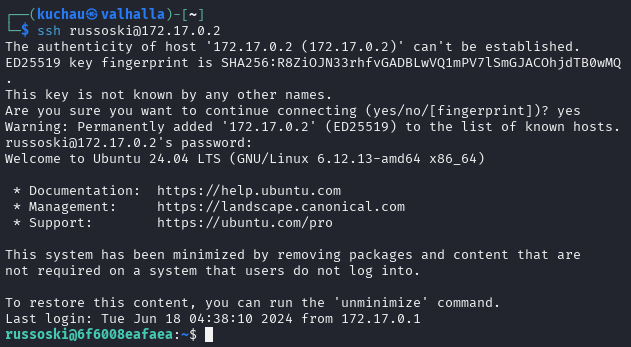 ┌──(kuchau㉿valhalla)-[~]
└─$ ssh russoski@172.17.0.2
The authenticity of host '172.17.0.2 (172.17.0.2)' can't be established.
ED25519 key fingerprint is SHA256:R8ZiOJN33rhfvGADBLwVQ1mPV7lSmGJACOhjdTB0wMQ
.
This key is not known by any other names.
Are you sure you want to continue connecting (yes/no/[fingerprint])? yes
Warning: Permanently added '172.17.0.2' (ED25519) to the list of known hosts.
russoski@172.17.0.2's password:
Welcome to Ubuntu 24.04 LTS (GNU/Linux 6.12.13-amd64 x86_64)
* Documentation:  https://help.ubuntu.com
* Management:     https://landscape.canonical.com
* Support:        https://ubuntu.com/pro
This system has been minimized by removing packages and content that are
not required on a system that users do not log into.
To restore this content, you can run the 'unminimize' command.
Last login: Tue Jun 18 04:38:10 2024 from 172.17.0.1
russoski@6f6008eafaea:~$